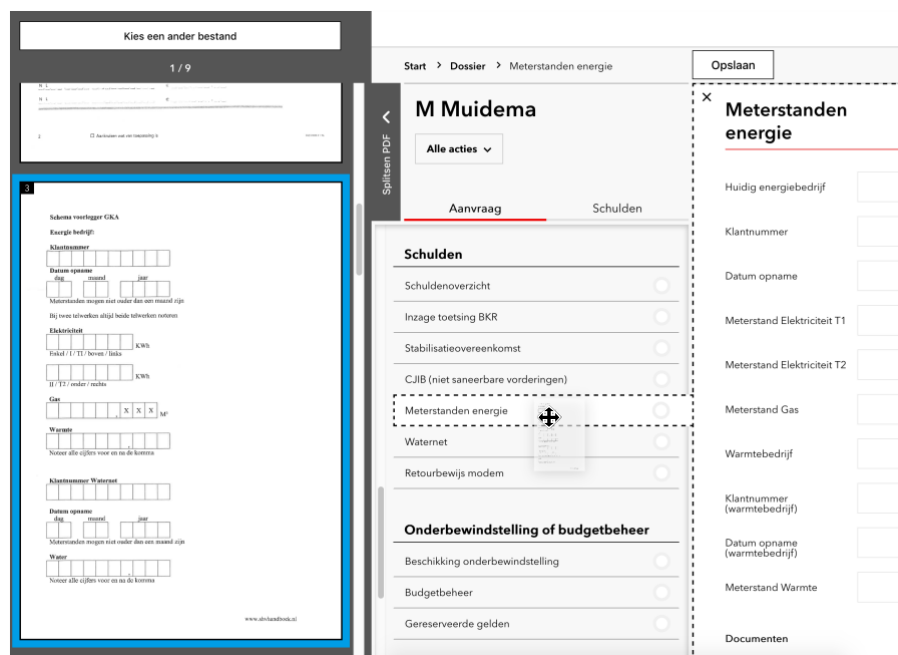 Kies een ander bestand
1 / 9
2
Aantreden van toepassing is
3
Schema voorlegger GKA
Energie bedrijf:
Klantnummer
Datum opname
dag maand jaar
Meterstanden mogen niet ouder dan een maand zijn
Bij twee telwerken altijd beide telwerken noteren
Elektriciteit
KWh
Enkel / I / T1 / boven / links
KWh
II / T2 / onder / rechts
Gas
, X X X M³
Warmte
,
Noteer alle cijfers voor en na de komma
Klantnummer Waternet
Datum opname
dag maand jaar
Meterstanden mogen niet ouder dan een maand zijn
Water
,
Noteer alle cijfers voor en na de komma
Splitsen PDF
Start > Dossier > Meterstanden energie
Opslaan
M Muidema
Alle acties
Aanvraag Schulden
Schulden
Schuldenoverzicht
Inzage toetsing BKR
Stabilisatieovereenkomst
CJIB (niet saneerbare vorderingen)
Meterstanden energie
Waternet
Retourbewijs modem
Onderbewindstelling of budgetbeheer
Beschikking onderbewindstelling
Budgetbeheer
Gereserveerde gelden
Meterstanden
energie
Huidig energiebedrijf
Klantnummer
Datum opname
Meterstand Elektriciteit T1
Meterstand Elektriciteit T2
Meterstand Gas
Warmtebedrijf
Klantnummer
(warmtebedrijf)
Datum opname
(warmtebedrijf)
Meterstand Warmte
Documenten